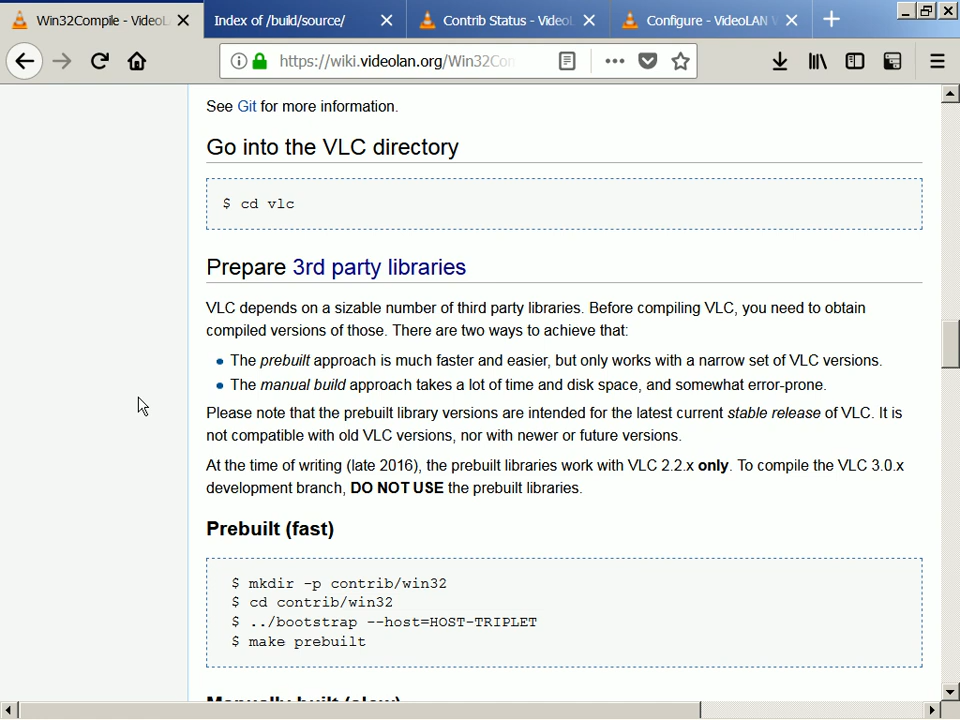 Win32Compile - VideoL
Index of /build/source/
Contrib Status - VideoL
Configure - VideoLAN
https://wiki.videolan.org/Win32Co
See Git for more information.
Go into the VLC directory
$ cd vlc
Prepare 3rd party libraries
VLC depends on a sizable number of third party libraries. Before compiling VLC, you need to obtain
compiled versions of those. There are two ways to achieve that:
The prebuilt approach is much faster and easier, but only works with a narrow set of VLC versions.
The manual build approach takes a lot of time and disk space, and somewhat error-prone.
Please note that the prebuilt library versions are intended for the latest current stable release of VLC. It is
not compatible with old VLC versions, nor with newer or future versions.
At the time of writing (late 2016), the prebuilt libraries work with VLC 2.2.x only. To compile the VLC 3.0.x
development branch, DO NOT USE the prebuilt libraries.
Prebuilt (fast)
$ mkdir -p contrib/win32
$ cd contrib/win32
$ ../bootstrap --host=HOST-TRIPLET
$ make prebuilt
Manually built (slow)